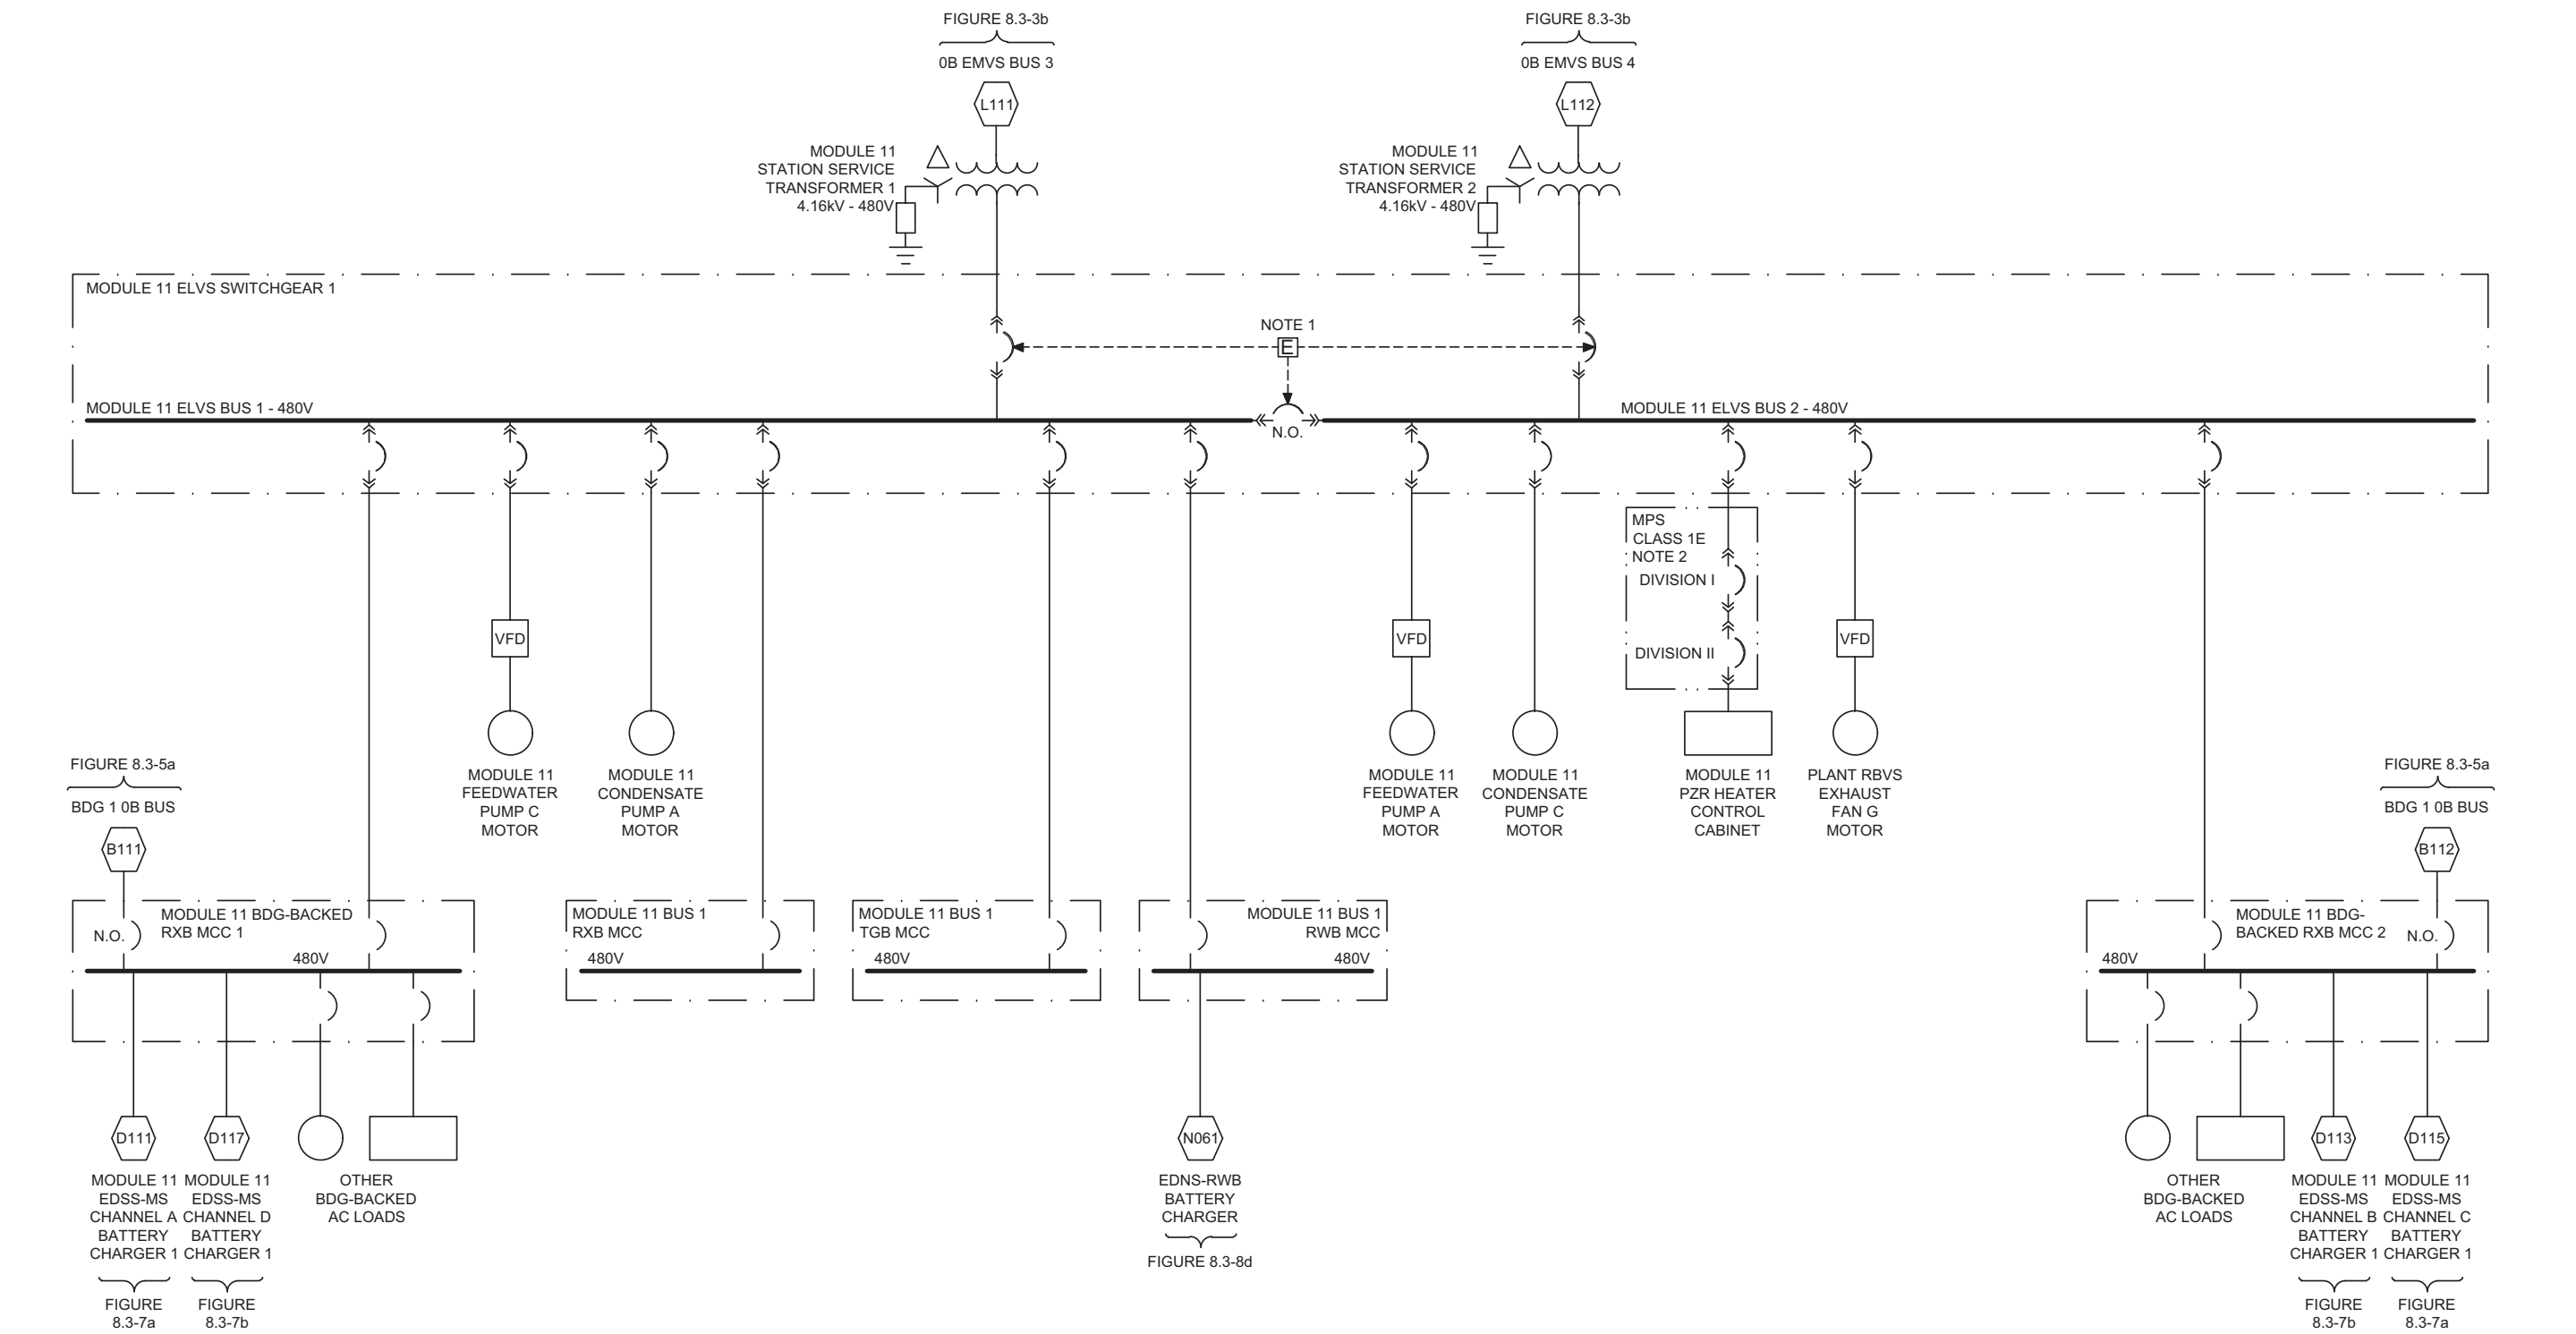 FIGURE 8.3-3b
0B EMVS BUS 3
L111
MODULE 11
STATION SERVICE
TRANSFORMER 1
4.16kV - 480V
FIGURE 8.3-3b
0B EMVS BUS 4
L112
MODULE 11
STATION SERVICE
TRANSFORMER 2
4.16kV - 480V
MODULE 11 ELVS SWITCHGEAR 1
NOTE 1
E
MODULE 11 ELVS BUS 1 - 480V
N.O.
MODULE 11 ELVS BUS 2 - 480V
MPS
CLASS 1E
NOTE 2
DIVISION I
DIVISION II
VFD
VFD
VFD
MODULE 11
FEEDWATER
PUMP C
MOTOR
MODULE 11
CONDENSATE
PUMP A
MOTOR
MODULE 11
FEEDWATER
PUMP A
MOTOR
MODULE 11
CONDENSATE
PUMP C
MOTOR
MODULE 11
PZR HEATER
CONTROL
CABINET
PLANT RBVS
EXHAUST
FAN G
MOTOR
FIGURE 8.3-5a
BDG 1 0B BUS
B111
FIGURE 8.3-5a
BDG 1 0B BUS
B112
N.O.
MODULE 11 BDG-BACKED
RXB MCC 1
480V
MODULE 11 BUS 1
RXB MCC
480V
MODULE 11 BUS 1
TGB MCC
480V
MODULE 11 BUS 1
RWB MCC
480V
MODULE 11 BDG-
BACKED RXB MCC 2
N.O.
480V
D111
MODULE 11
EDSS-MS
CHANNEL A
BATTERY
CHARGER 1
FIGURE
8.3-7a
D117
MODULE 11
EDSS-MS
CHANNEL D
BATTERY
CHARGER 1
FIGURE
8.3-7b
OTHER
BDG-BACKED
AC LOADS
N061
EDNS-RWB
BATTERY
CHARGER
FIGURE 8.3-8d
OTHER
BDG-BACKED
AC LOADS
D113
MODULE 11
EDSS-MS
CHANNEL B
BATTERY
CHARGER 1
FIGURE
8.3-7b
D115
MODULE 11
EDSS-MS
CHANNEL C
BATTERY
CHARGER 1
FIGURE
8.3-7a